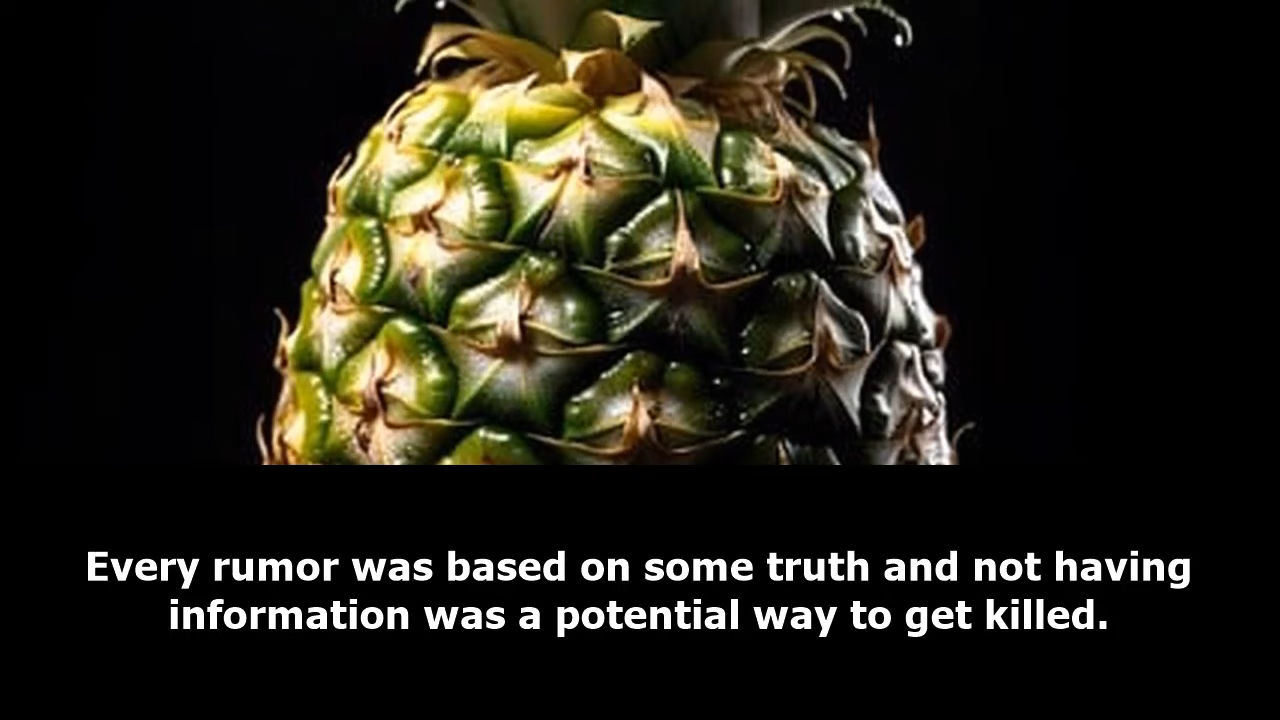 Every rumor was based on some truth and not having
information was a potential way to get killed.